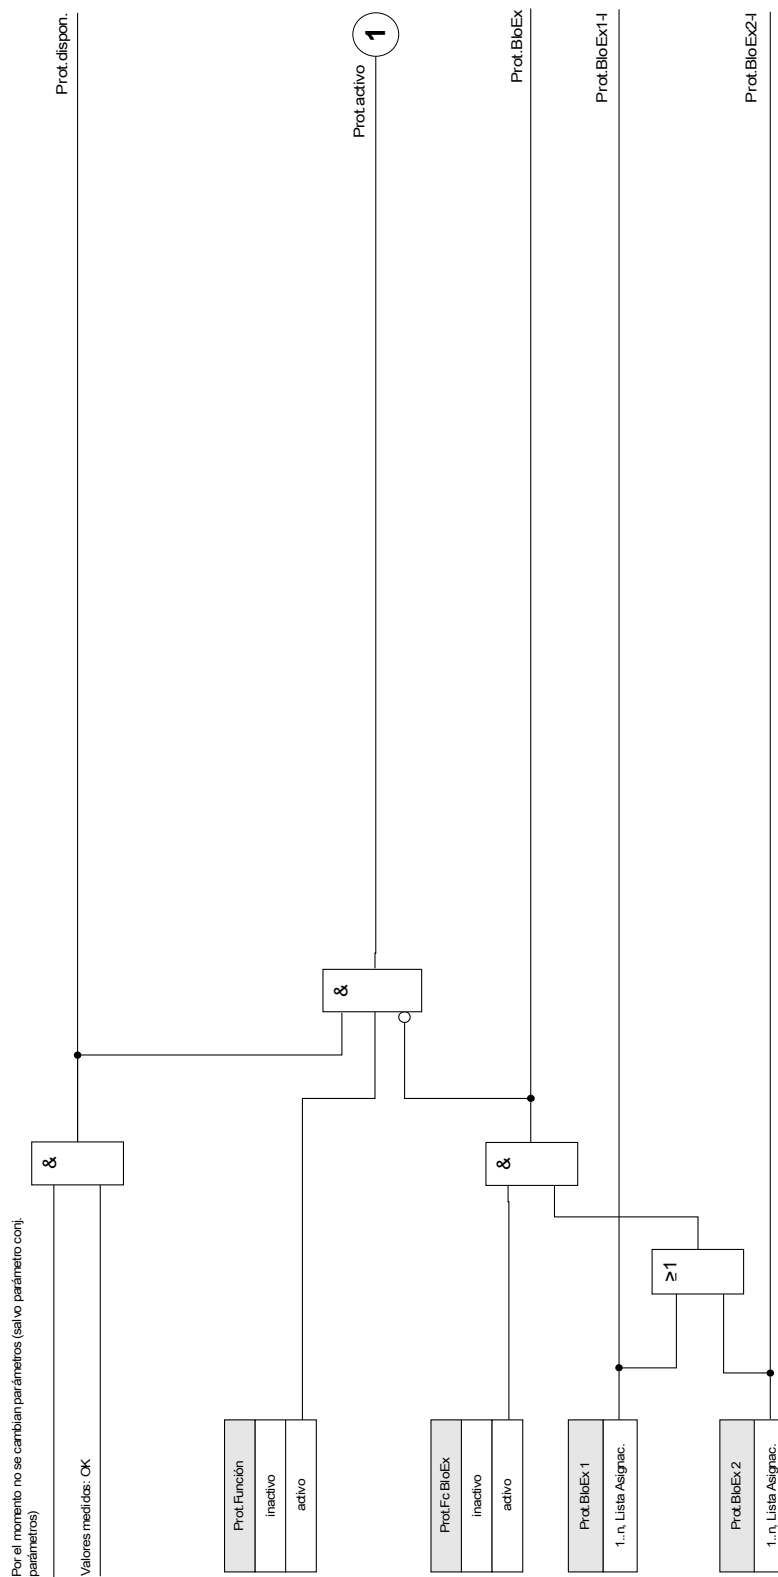 Por el momento no se cambian parámetros (salvo parámetro conj.
parámetros)
Valores medidos: OK
&
Prot.dispon.
Prot.Función
inactivo
activo
&
Prot.activo
1
Prot.Fc BloEx
inactivo
activo
&
Prot.BloEx
Prot.BloEx 1
1..n, Lista Asignac.
Prot.BloEx1-I
≥1
Prot.BloEx 2
1..n, Lista Asignac.
Prot.BloEx2-I